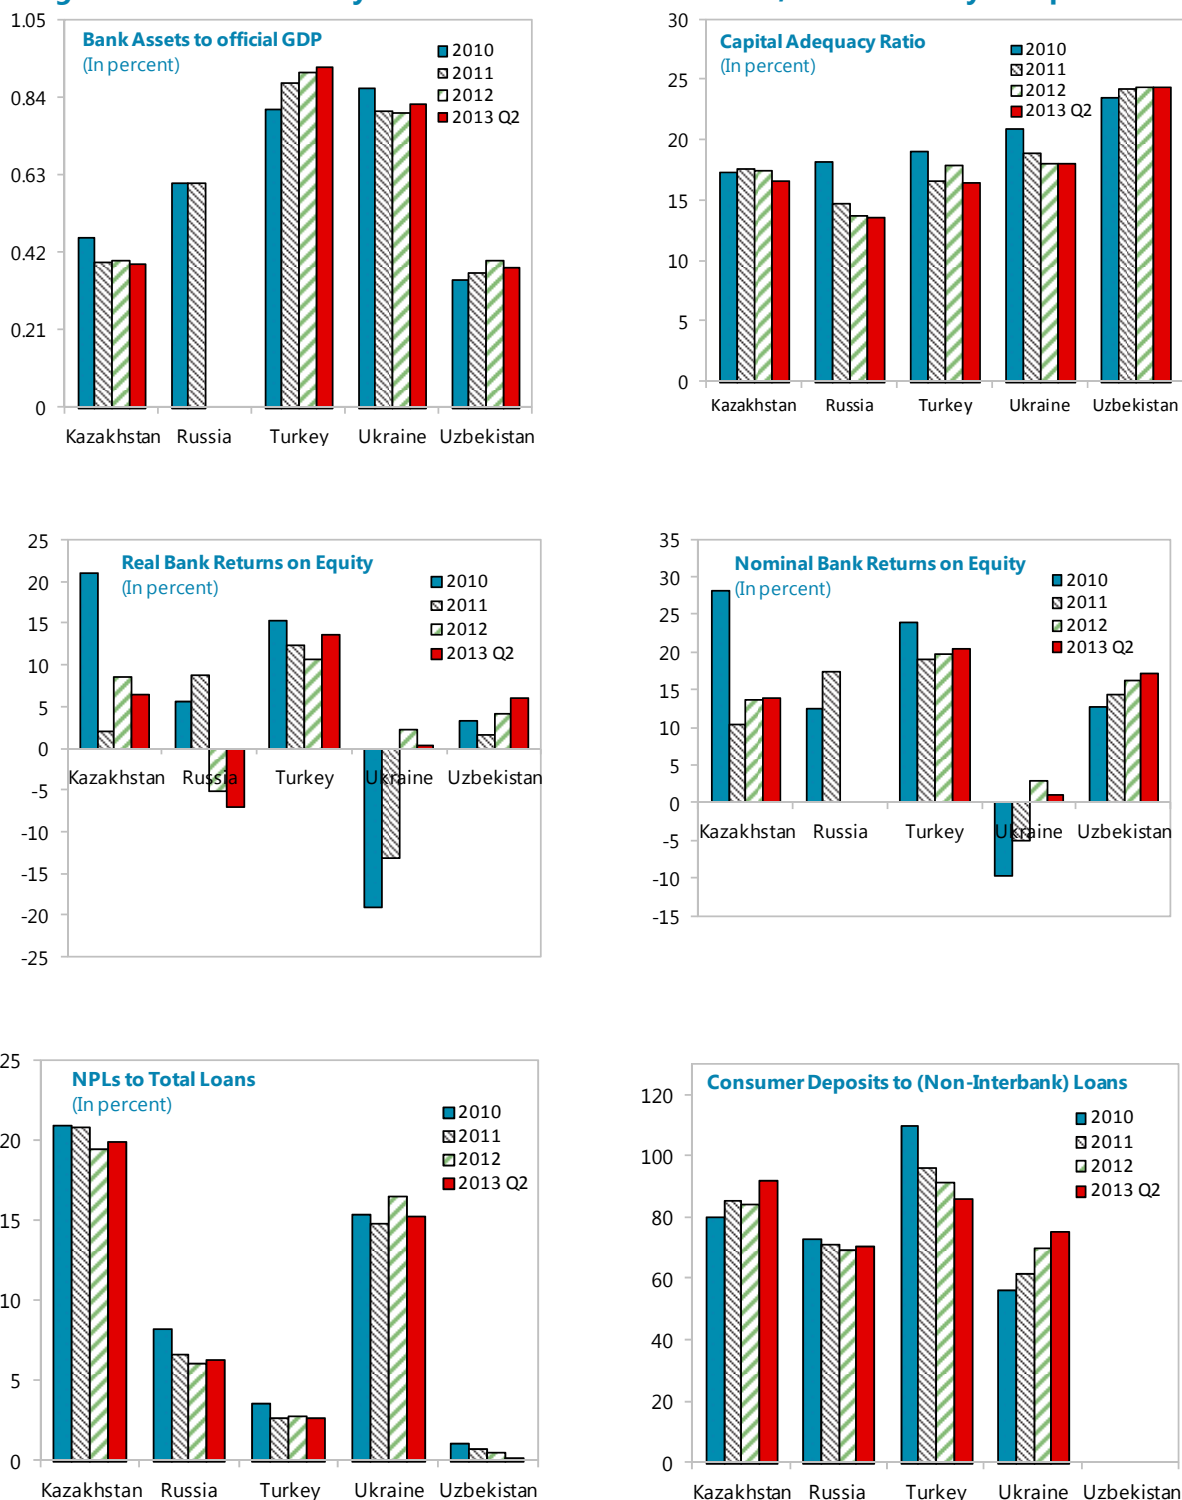 Bank Assets to official GDP
(In percent)
2010
2011
2012
2013 Q2
1.05
0.84
0.63
0.42
0.21
0
Kazakhstan Russia Turkey Ukraine Uzbekistan
Capital Adequacy Ratio
(In percent)
2010
2011
2012
2013 Q2
30
25
20
15
10
5
0
Kazakhstan Russia Turkey Ukraine Uzbekistan
Real Bank Returns on Equity
(In percent)
2010
2011
2012
2013 Q2
25
20
15
10
5
0
-5
-10
-15
-20
-25
Kazakhstan Russia Turkey Ukraine Uzbekistan
Nominal Bank Returns on Equity
(In percent)
2010
2011
2012
2013 Q2
35
30
25
20
15
10
5
0
-5
-10
-15
Kazakhstan Russia Turkey Ukraine Uzbekistan
NPLs to Total Loans
(In percent)
2010
2011
2012
2013 Q2
25
20
15
10
5
0
Kazakhstan Russia Turkey Ukraine Uzbekistan
Consumer Deposits to (Non-Interbank) Loans
2010
2011
2012
2013 Q2
120
100
80
60
40
20
0
Kazakhstan Russia Turkey Ukraine Uzbekistan